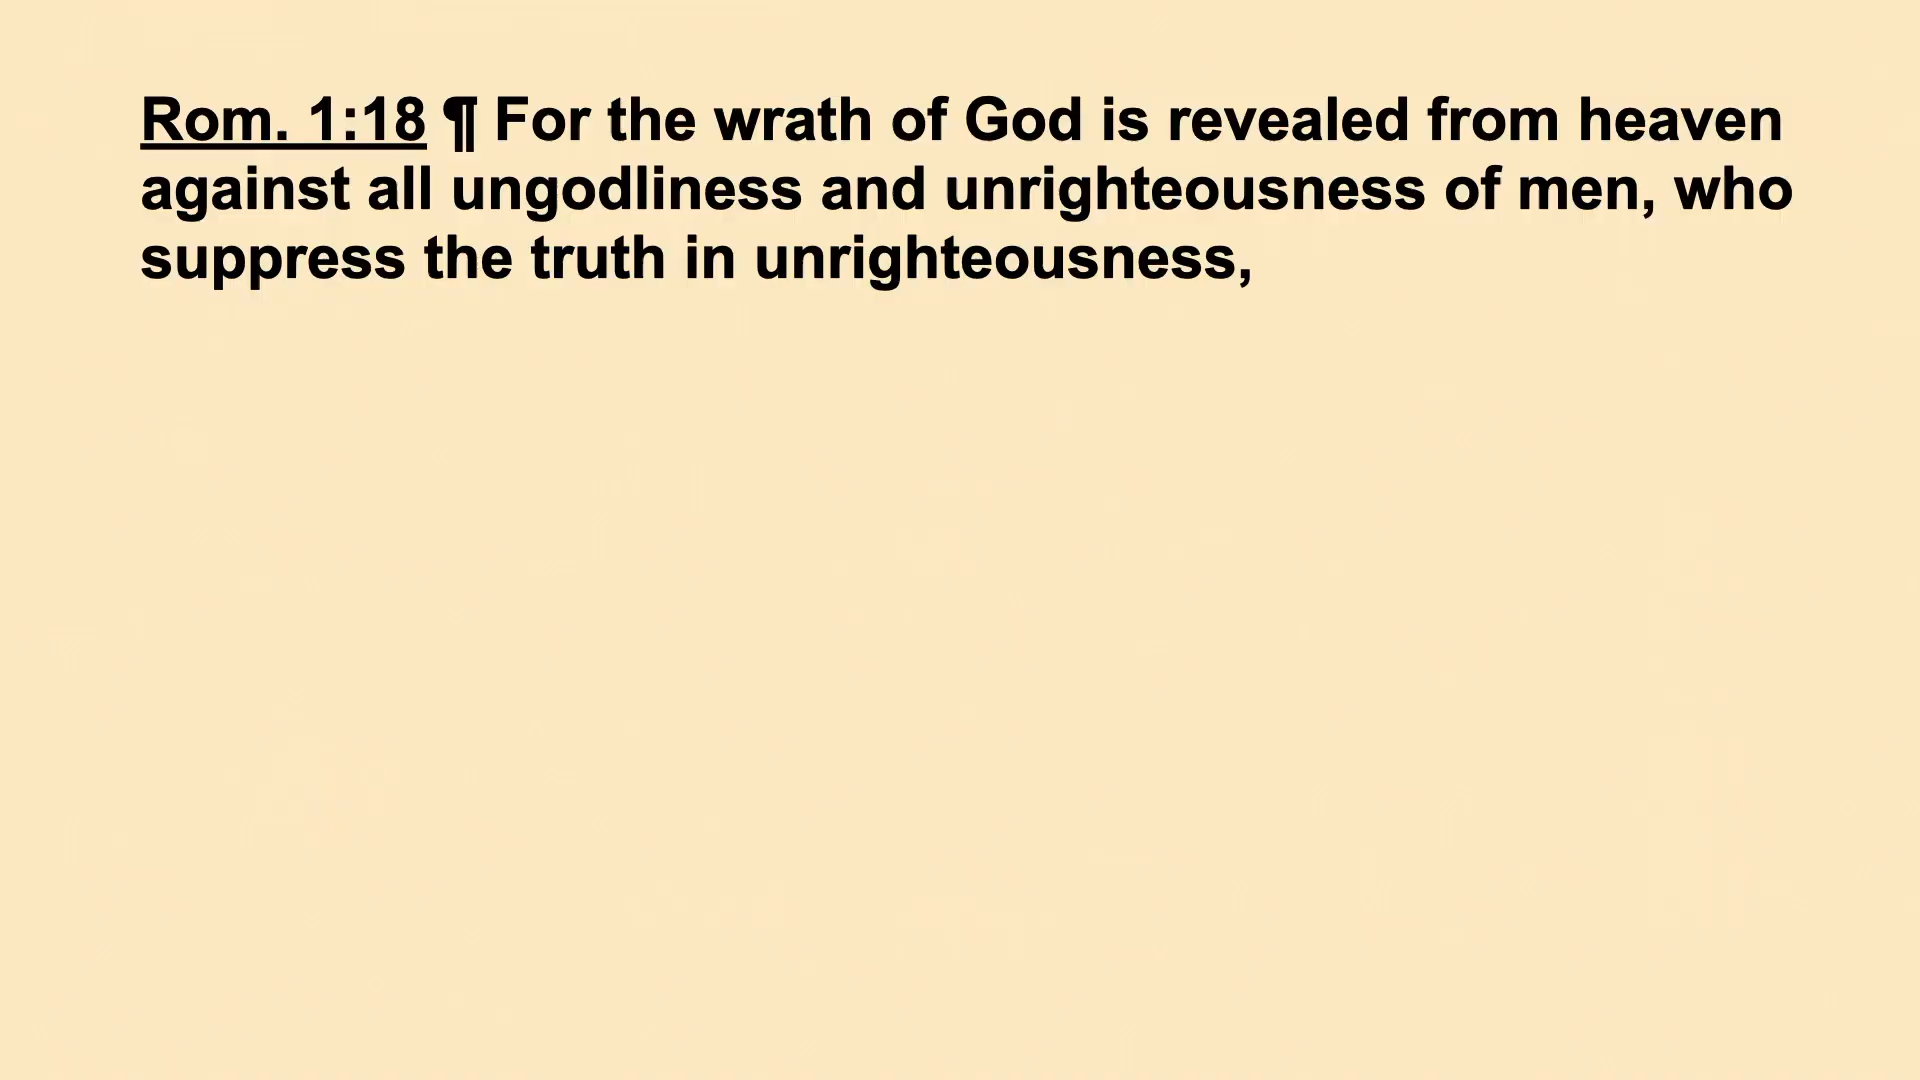 Rom. 1:18 ¶ For the wrath of God is revealed from heaven
against all ungodliness and unrighteousness of men, who
suppress the truth in unrighteousness,